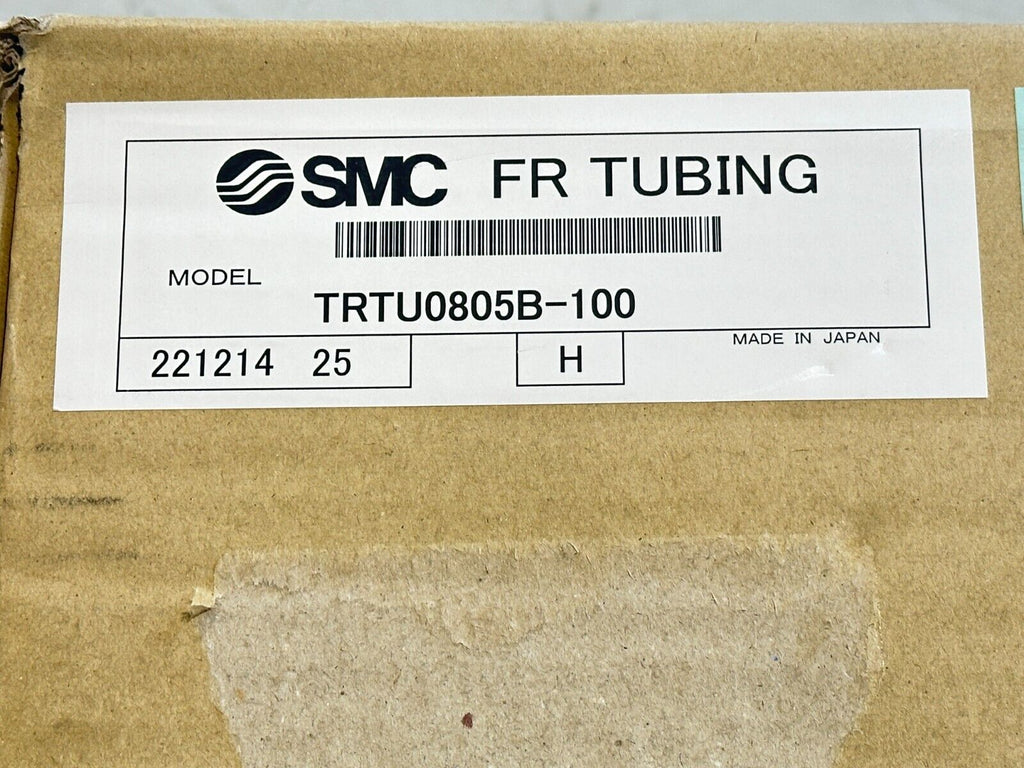 SMC FR TUBING
MODEL
TRTU0805B-100
221214 25
H
MADE IN JAPAN